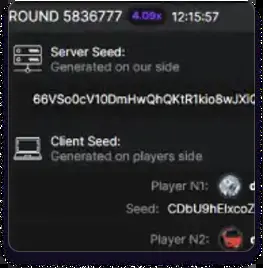 ROUND 5836777 4.09x 12:15:57
Server Seed:
Generated on our side
66VSo0cV10DmHwQhQKtR1kio8wJXiC
Client Seed:
Generated on players side
Player N1: d
Seed: CDbU9hElxcoZ
Player N2: